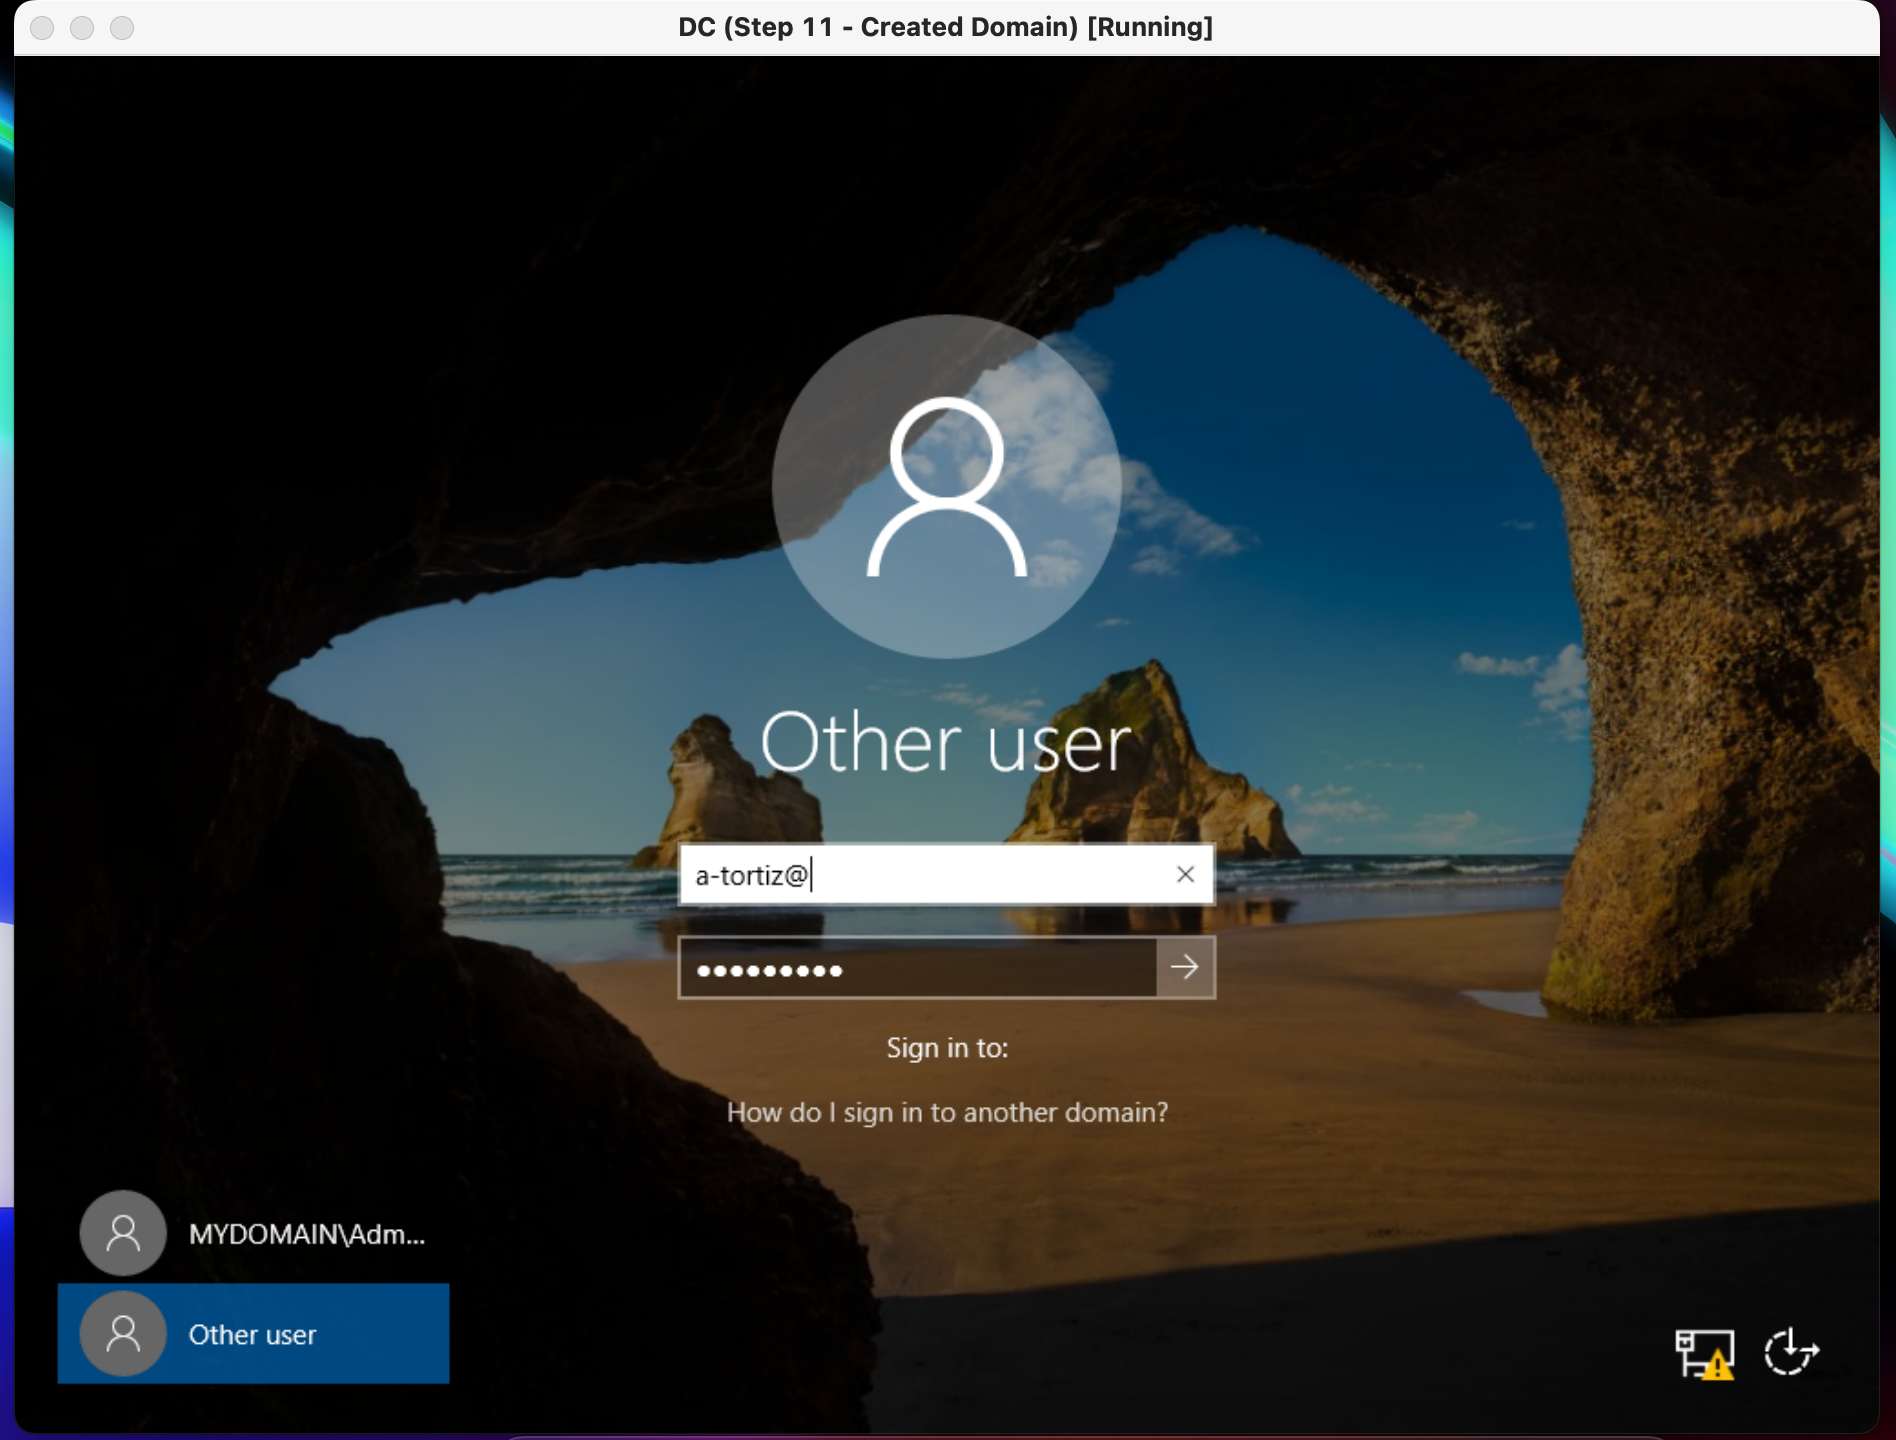 DC (Step 11 - Created Domain) [Running]
Other user
a-tortiz@
Sign in to:
How do I sign in to another domain?
MYDOMAIN\Adm...
Other user